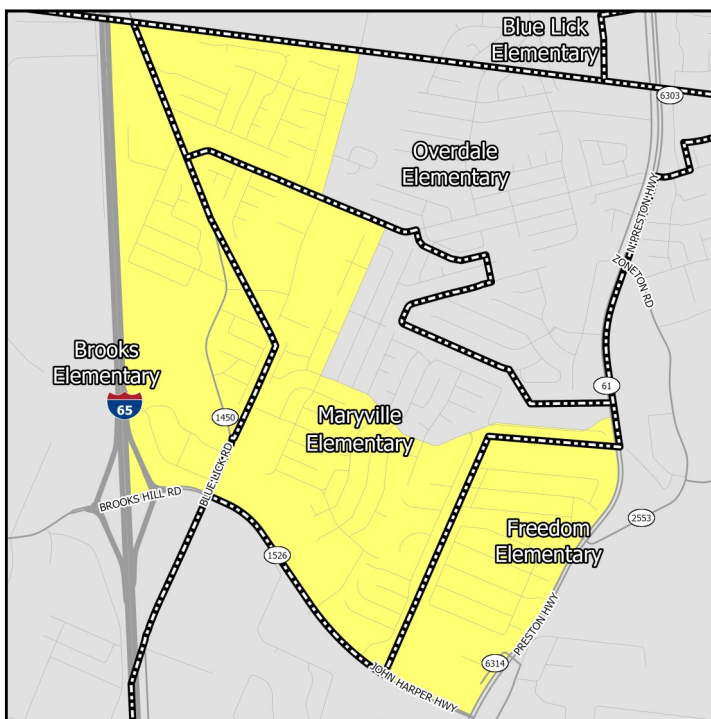 Blue Lick
Elementary
6303
Overdale
Elementary
N PRESTON HWY
ZONETON RD
Brooks
Elementary
65
61
1450
Maryville
Elementary
BLUE LICK RD
BROOKS HILL RD
Freedom
Elementary
2553
1526
PRESTON HWY
6314
JOHN HARPER HWY